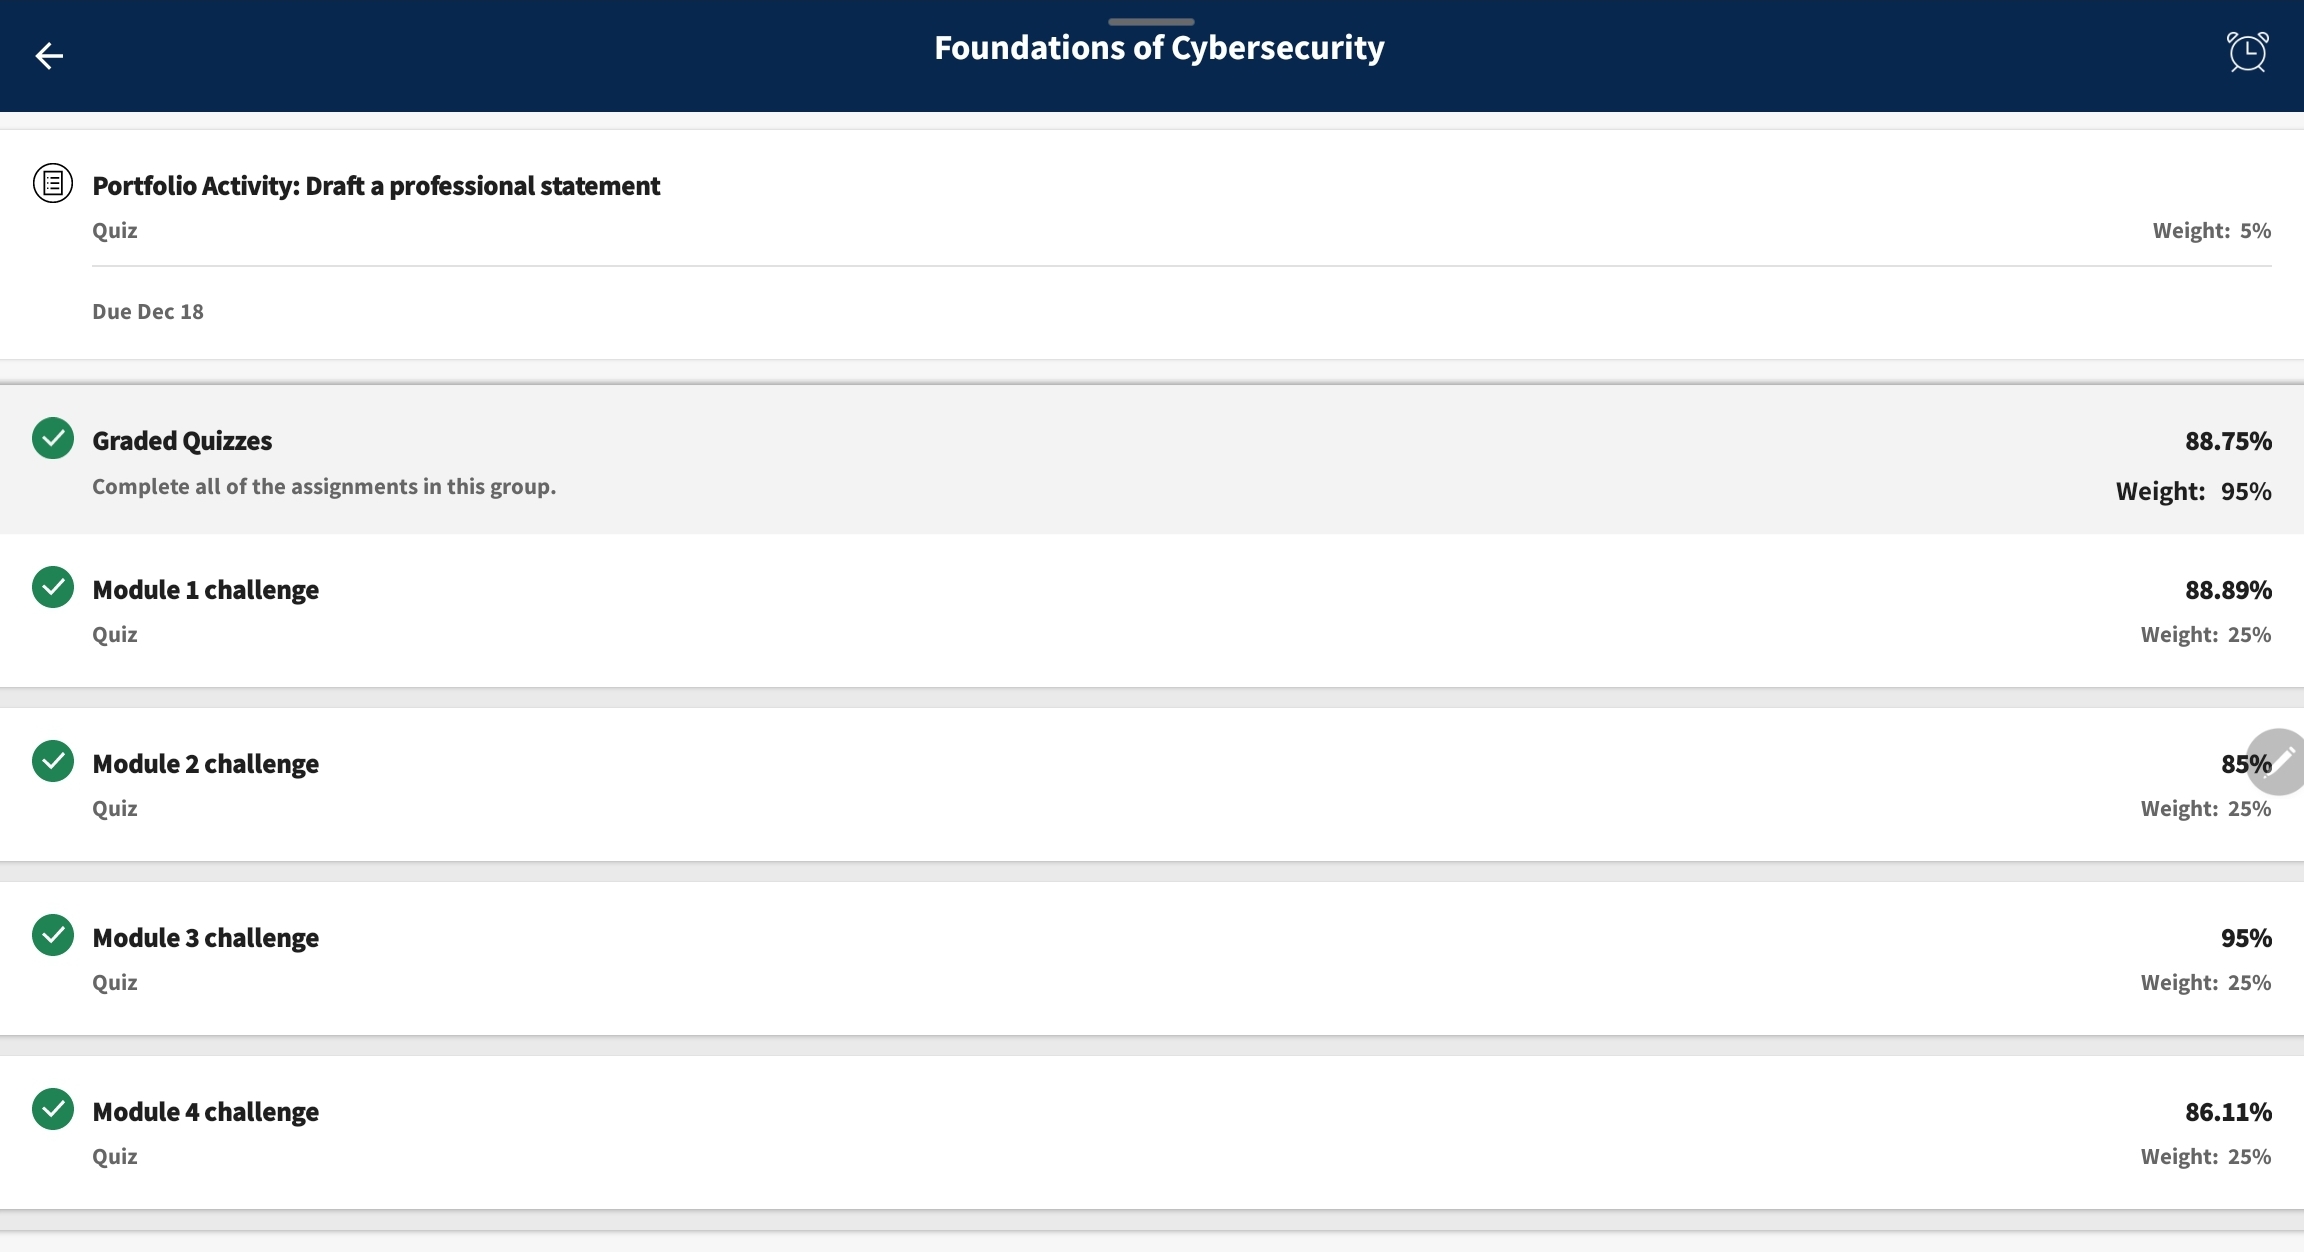 Foundations of Cybersecurity
Portfolio Activity: Draft a professional statement
Quiz
Weight: 5%
Due Dec 18
Graded Quizzes
88.75%
Complete all of the assignments in this group.
Weight: 95%
Module 1 challenge
88.89%
Quiz
Weight: 25%
Module 2 challenge
85%
Quiz
Weight: 25%
Module 3 challenge
95%
Quiz
Weight: 25%
Module 4 challenge
86.11%
Quiz
Weight: 25%